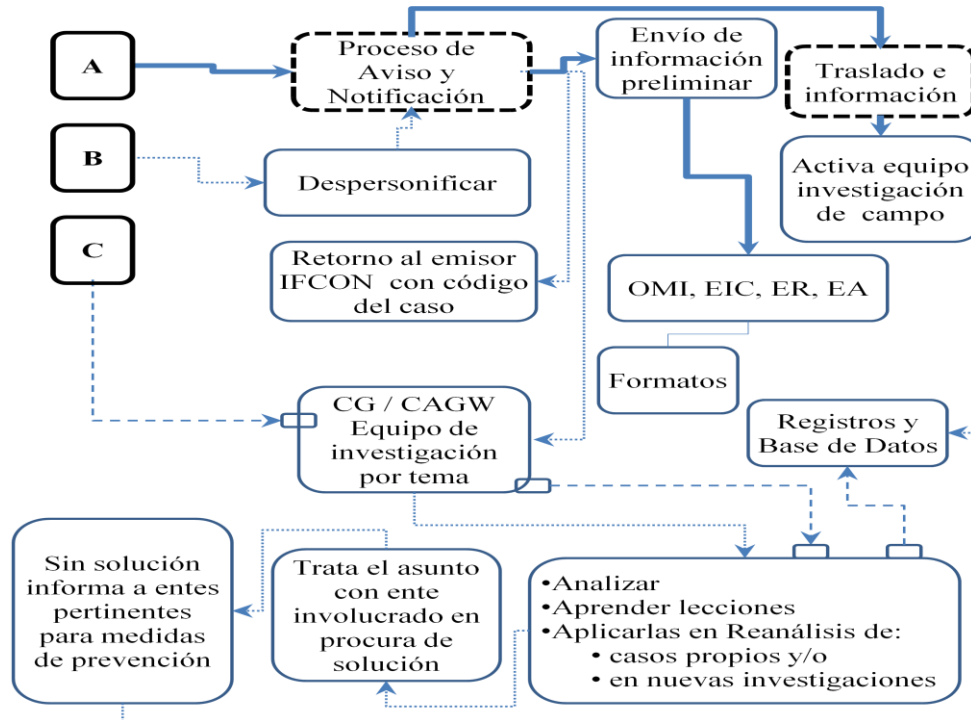 A
Proceso de
Aviso y
Notificación
Envío de
información
preliminar
Traslado e
información
B
Despersonificar
Activa equipo
investigación
de campo
C
Retorno al emisor
IFCON con código
del caso
OMI, EIC, ER, EA
Formatos
CG / CAGW
Equipo de
investigación
por tema
Registros y
Base de Datos
Sin solución
informa a entes
pertinentes
para medidas
de prevención
Trata el asunto
con ente
involucrado en
procura de
solución
•Analizar
•Aprender lecciones
•Aplicarlas en Reanálisis de:
• casos propios y/o
• en nuevas investigaciones